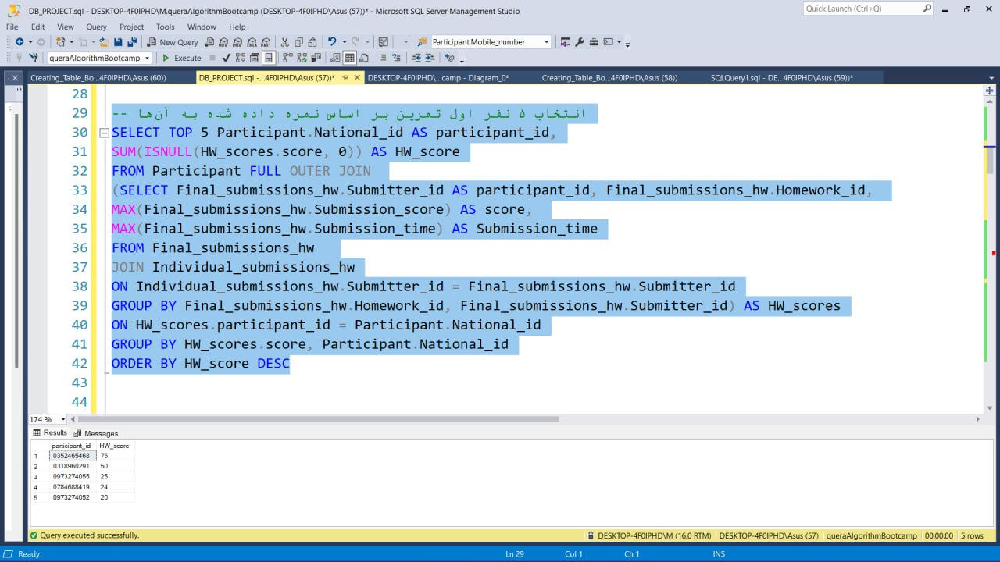 DB_PROJECT.sql - DESKTOP-4F0IPHD\M.queraAlgorithmBootcamp (DESKTOP-4F0IPHD\Asus (57))* - Microsoft SQL Server Management Studio
Quick Launch (Ctrl+Q)
File Edit View Query Project Tools Window Help
New Query
Participant.Mobile_number
queraAlgorithmBootcamp
Execute
Creating_Table_Bo...4F0IPHD\Asus (60)) DB_PROJECT.sql -...4F0IPHD\Asus (57))* DESKTOP-4F0IPHD\...camp - Diagram_0* Creating_Table_Bo...4F0IPHD\Asus (58)) SQLQuery1.sql - DE...4F0IPHD\Asus (59))*
28
29 -- انتخاب ۵ نفر اول تمرین بر اساس نمره داده شده به آن‌ها
30 SELECT TOP 5 Participant.National_id AS participant_id,
31 SUM(ISNULL(HW_scores.score, 0)) AS HW_score
32 FROM Participant FULL OUTER JOIN
33 (SELECT Final_submissions_hw.Submitter_id AS participant_id, Final_submissions_hw.Homework_id,
34 MAX(Final_submissions_hw.Submission_score) AS score,
35 MAX(Final_submissions_hw.Submission_time) AS Submission_time
36 FROM Final_submissions_hw
37 JOIN Individual_submissions_hw
38 ON Individual_submissions_hw.Submitter_id = Final_submissions_hw.Submitter_id
39 GROUP BY Final_submissions_hw.Homework_id, Final_submissions_hw.Submitter_id) AS HW_scores
40 ON HW_scores.participant_id = Participant.National_id
41 GROUP BY HW_scores.score, Participant.National_id
42 ORDER BY HW_score DESC
43
44
174 %
Results Messages
participant_id HW_score
1 0352465468 75
2 0318960291 50
3 0973274055 25
4 0784688419 24
5 0973274052 20
Query executed successfully. DESKTOP-4F0IPHD\M (16.0 RTM) DESKTOP-4F0IPHD\Asus (57) queraAlgorithmBootcamp 00:00:00 5 rows
Ready Ln 29 Col 1 Ch 1 INS